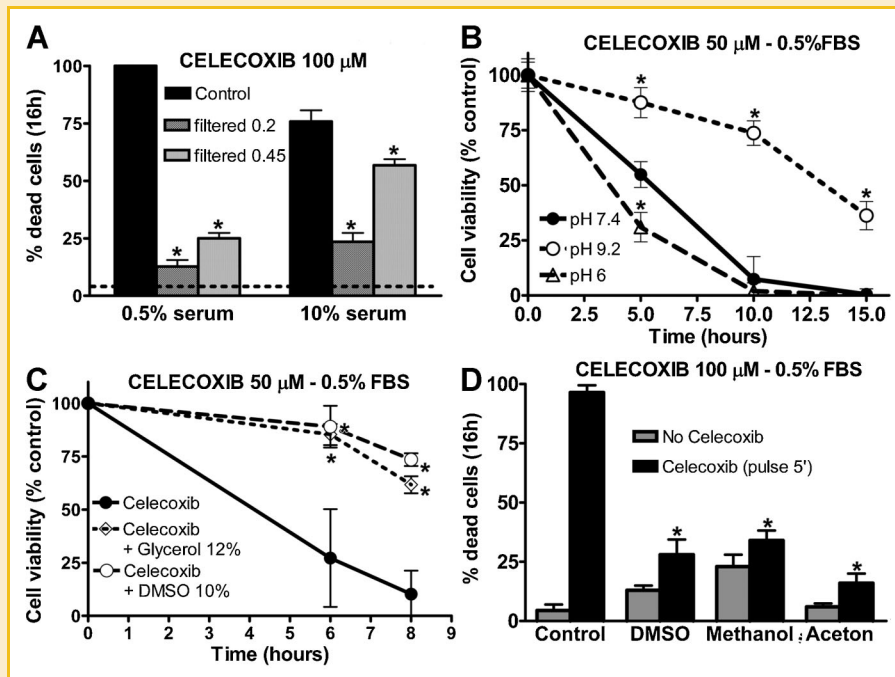 A
CELECOXIB 100 µM
Control
filtered 0.2
filtered 0.45
% dead cells (16h)
100
75
50
25
0
0.5% serum
10% serum
B
CELECOXIB 50 µM - 0.5%FBS
Cell viability (% control)
100
75
50
25
0
pH 7.4
pH 9.2
pH 6
* * * *
0.0 2.5 5.0 7.5 10.0 12.5 15.0
Time (hours)
C
CELECOXIB 50 µM - 0.5% FBS
Cell viability (% control)
100
75
50
25
0
Celecoxib
Celecoxib
+ Glycerol 12%
Celecoxib
+ DMSO 10%
* * * *
0 1 2 3 4 5 6 7 8 9
Time (hours)
D
CELECOXIB 100 µM - 0.5% FBS
% dead cells (16h)
100
75
50
25
0
No Celecoxib
Celecoxib (pulse 5')
* * *
Control DMSO Methanol Aceton